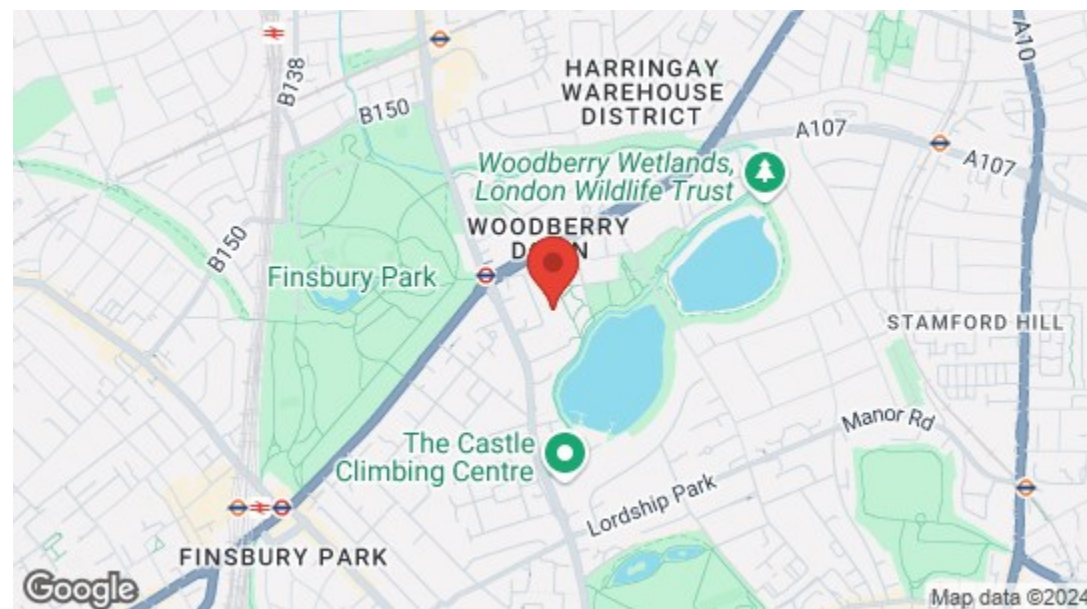 A10
B138
HARRINGAY
WAREHOUSE
DISTRICT
B150
A107
A107
Woodberry Wetlands,
London Wildlife Trust
WOODBERRY
B150
Finsbury Park
STAMFORD HILL
Manor Rd
The Castle
Climbing Centre
Lordship Park
FINSBURY PARK
Google
Map data ©2024